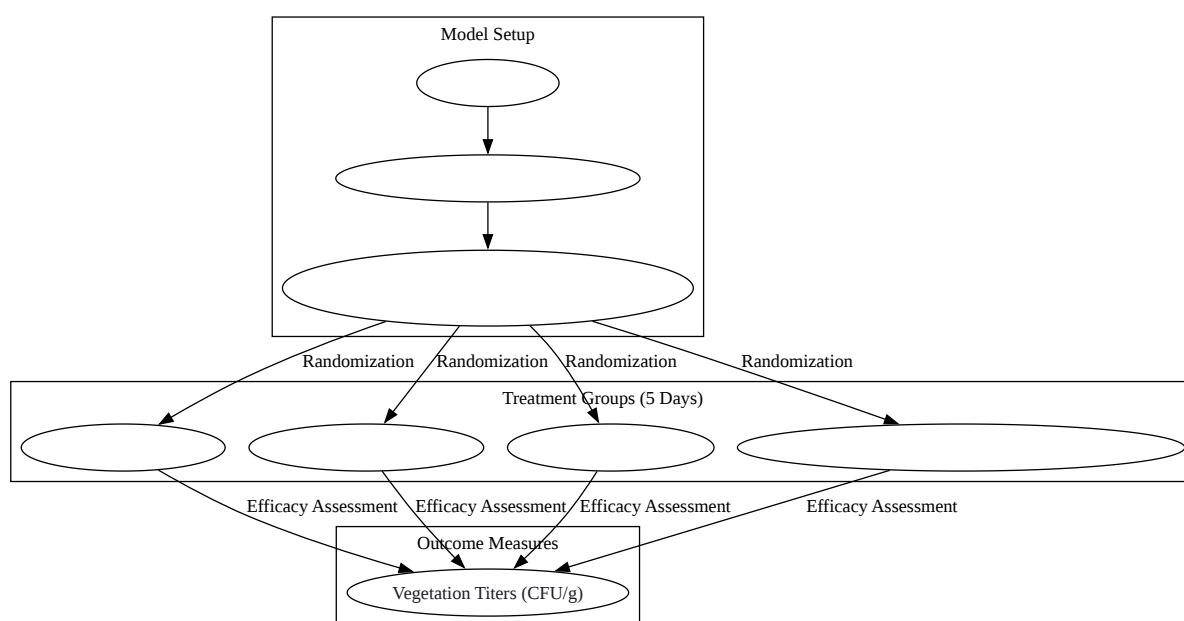 Model Setup
Randomization
Randomization
Randomization
Randomization
Treatment Groups (5 Days)
Efficacy Assessment
Efficacy Assessment
Efficacy Assessment
Efficacy Assessment
Outcome Measures
Vegetation Titers (CFU/g)